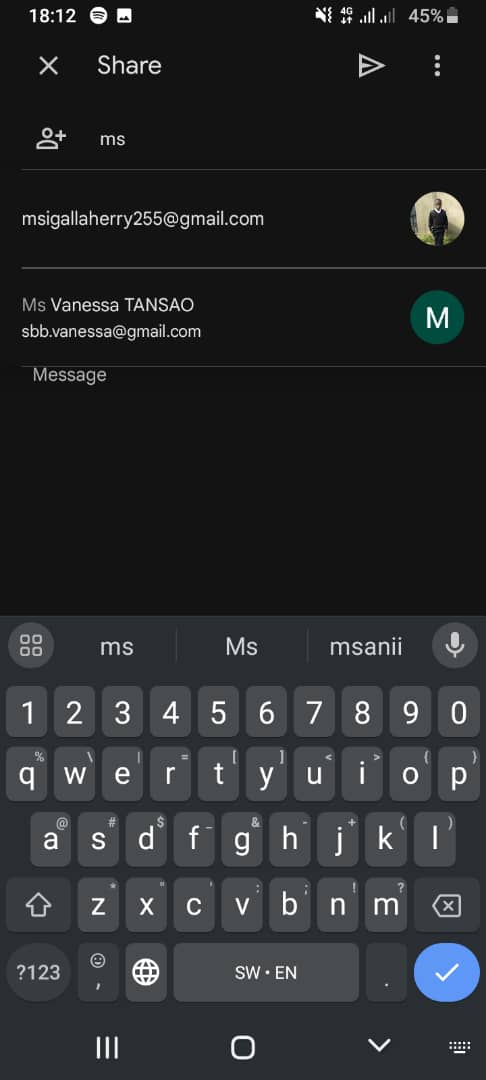 18:12 4G 45%
Share
ms
msigallaherry255@gmail.com
Ms Vanessa TANSAO
sbb.vanessa@gmail.com
M
Message
ms Ms msanii
1 2 3 4 5 6 7 8 9 0
% \ | = [ ] < > { }
q w e r t y u i o p
@ # $ _ & - + ( )
a s d f g h j k l
* " ' : ; ! ?
z x c v b n m
?123 , SW • EN .